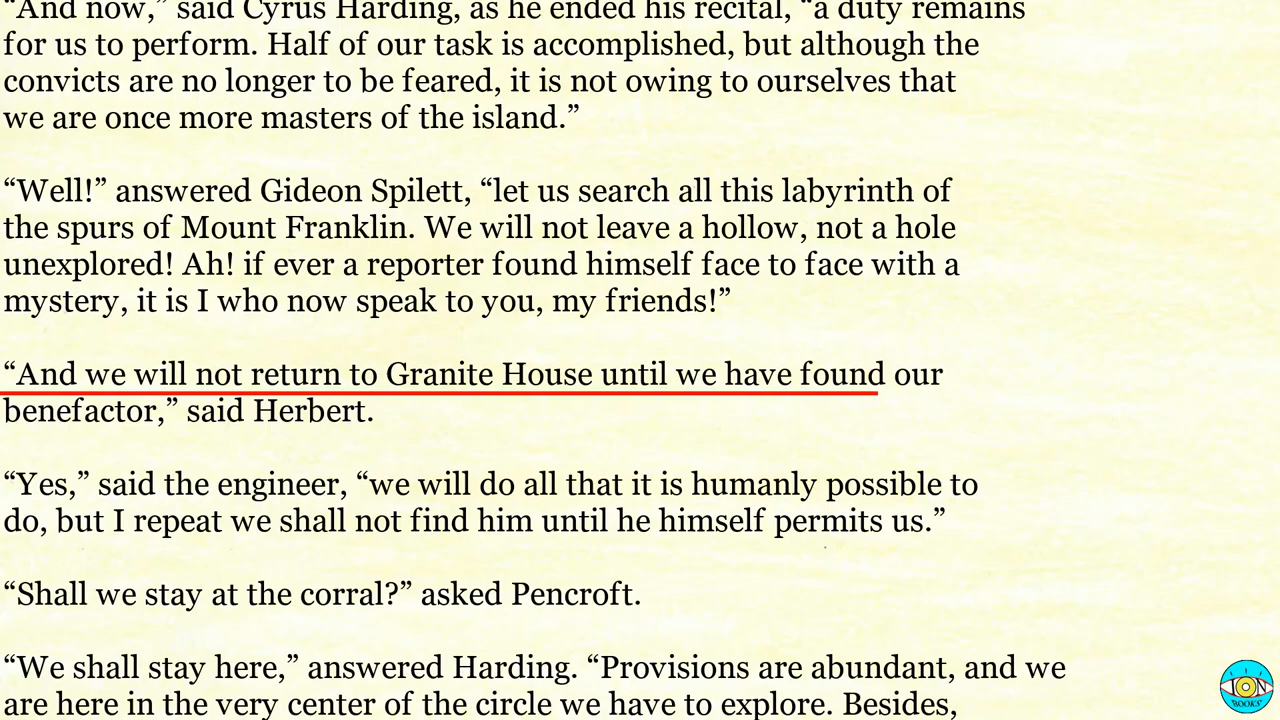 “And now,” said Cyrus Harding, as he ended his recital, “a duty remains
for us to perform. Half of our task is accomplished, but although the
convicts are no longer to be feared, it is not owing to ourselves that
we are once more masters of the island.”
“Well!” answered Gideon Spilett, “let us search all this labyrinth of
the spurs of Mount Franklin. We will not leave a hollow, not a hole
unexplored! Ah! if ever a reporter found himself face to face with a
mystery, it is I who now speak to you, my friends!”
“And we will not return to Granite House until we have found our
benefactor,” said Herbert.
“Yes,” said the engineer, “we will do all that it is humanly possible to
do, but I repeat we shall not find him until he himself permits us.”
“Shall we stay at the corral?” asked Pencroft.
“We shall stay here,” answered Harding. “Provisions are abundant, and we
are here in the very center of the circle we have to explore. Besides,
ION
BOOKS